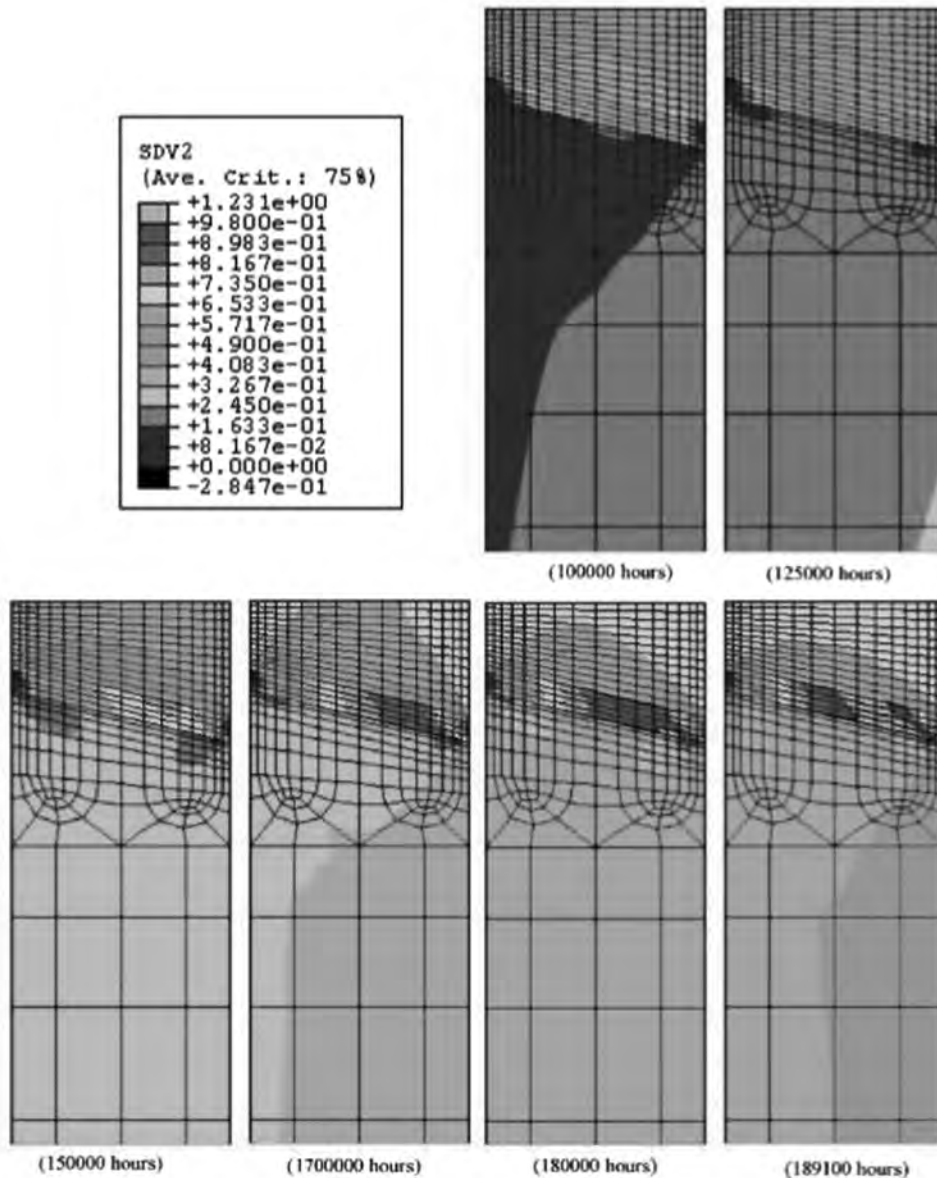 SDV2
(Ave. Crit.: 75%)
+1.231e+00
+9.800e-01
+8.983e-01
+8.167e-01
+7.350e-01
+6.533e-01
+5.717e-01
+4.900e-01
+4.083e-01
+3.267e-01
+2.450e-01
+1.633e-01
+8.167e-02
+0.000e+00
-2.847e-01
(100000 hours) (125000 hours)
(150000 hours) (1700000 hours) (180000 hours) (189100 hours)